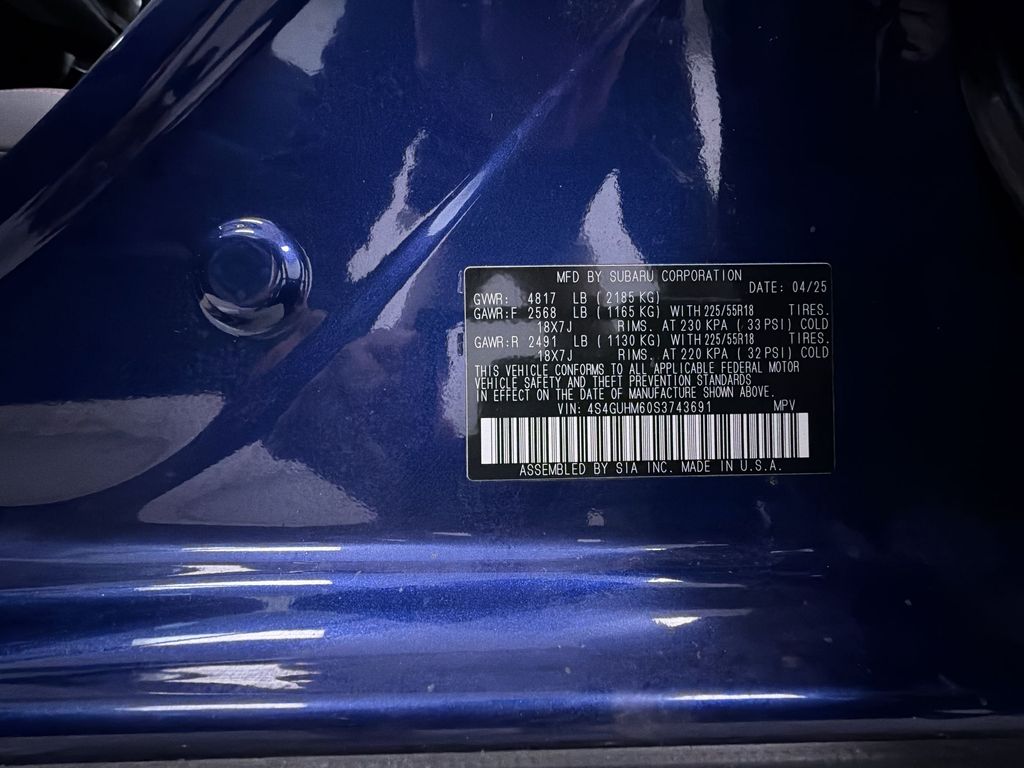 MFD BY SUBARU CORPORATION
DATE: 04/25
GVWR: 4817 LB ( 2185 KG)
GAWR:F 2568 LB ( 1165 KG) WITH 225/55R18 TIRES.
18X7J RIMS. AT 230 KPA ( 33 PSI) COLD
GAWR:R 2491 LB ( 1130 KG) WITH 225/55R18 TIRES.
18X7J RIMS. AT 220 KPA ( 32 PSI) COLD
THIS VEHICLE CONFORMS TO ALL APPLICABLE FEDERAL MOTOR
VEHICLE SAFETY AND THEFT PREVENTION STANDARDS
IN EFFECT ON THE DATE OF MANUFACTURE SHOWN ABOVE.
VIN: 4S4GUHM60S3743691 MPV
ASSEMBLED BY SIA INC. MADE IN U.S.A.